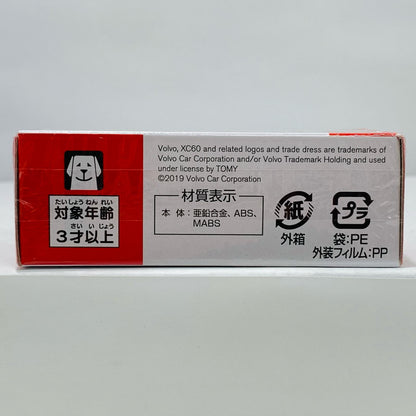 Volvo, XC60 and related logos and trade dress are trademarks of
Volvo Car Corporation and/or Volvo Trademark Holding and used
under license by TOMY
©2019 Volvo Car Corporation
たいしょうねんれい
対象年齢
さいいじょう
3才以上
材質表示
本体：亜鉛合金、ABS、
MABS
紙
外箱
プラ
袋：PE
外装フィルム：PP